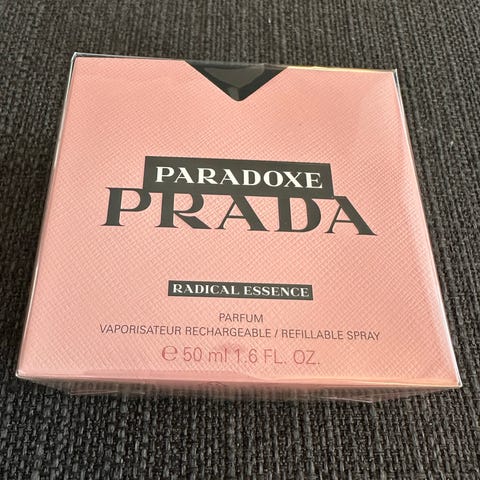 PARADOXE
PRADA
RADICAL ESSENCE
PARFUM
VAPORISATEUR RECHARGEABLE / REFILLABLE SPRAY
℮ 50 ml 1.6 FL. OZ.